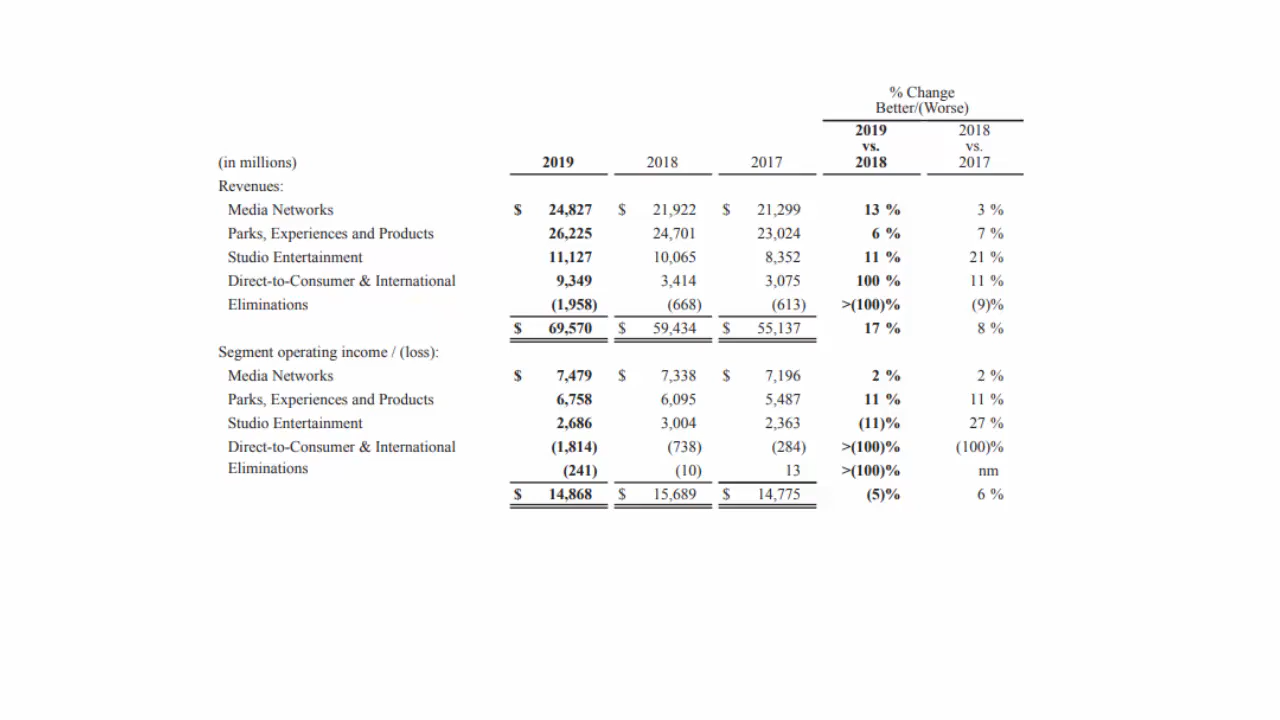 % Change
Better/(Worse)
(in millions) 2019 2018 2017 2019 vs. 2018 2018 vs. 2017
Revenues:
Media Networks $ 24,827 $ 21,922 $ 21,299 13 % 3 %
Parks, Experiences and Products 26,225 24,701 23,024 6 % 7 %
Studio Entertainment 11,127 10,065 8,352 11 % 21 %
Direct-to-Consumer & International 9,349 3,414 3,075 100 % 11 %
Eliminations (1,958) (668) (613) >(100)% (9)%
$ 69,570 $ 59,434 $ 55,137 17 % 8 %
Segment operating income / (loss):
Media Networks $ 7,479 $ 7,338 $ 7,196 2 % 2 %
Parks, Experiences and Products 6,758 6,095 5,487 11 % 11 %
Studio Entertainment 2,686 3,004 2,363 (11)% 27 %
Direct-to-Consumer & International (1,814) (738) (284) >(100)% (100)%
Eliminations (241) (10) 13 >(100)% nm
$ 14,868 $ 15,689 $ 14,775 (5)% 6 %